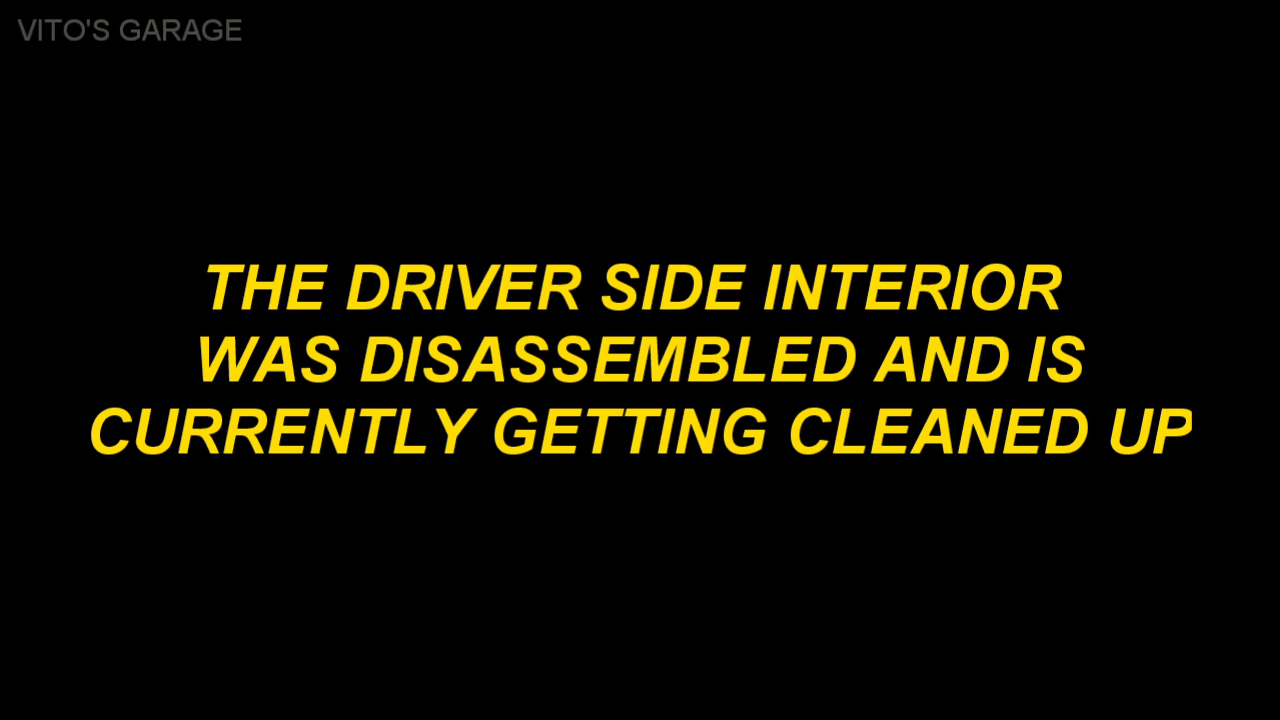 VITO'S GARAGE
THE DRIVER SIDE INTERIOR
WAS DISASSEMBLED AND IS
CURRENTLY GETTING CLEANED UP